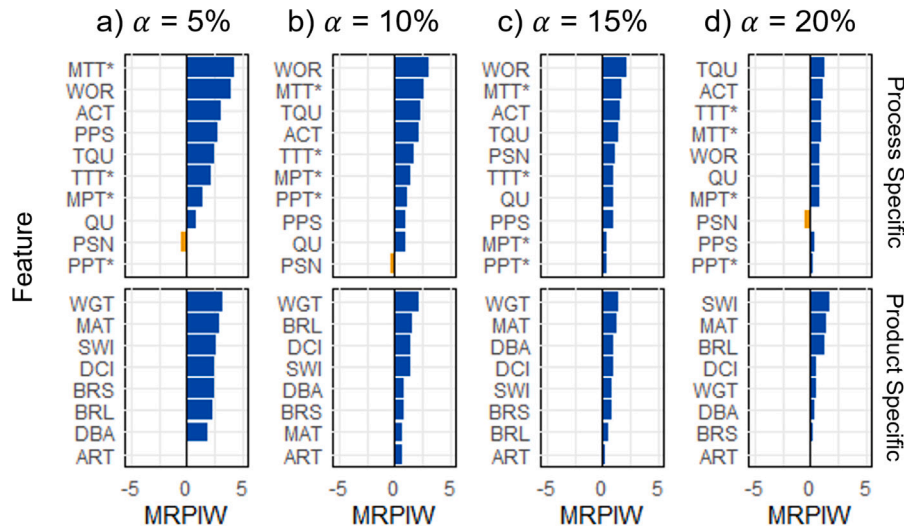 a) α = 5%
b) α = 10%
c) α = 15%
d) α = 20%
Feature
MTT*
WOR
ACT
PPS
TQU
TTT*
MPT*
QU
PSN
PPT*
WGT
MAT
SWI
DCI
BRS
BRL
DBA
ART
-5 0 5
MRPIW
WOR
MTT*
TQU
ACT
TTT*
MPT*
PPT*
PPS
QU
PSN
WGT
BRL
DCI
SWI
DBA
BRS
MAT
ART
-5 0 5
MRPIW
WOR
MTT*
ACT
TQU
PSN
TTT*
QU
PPS
MPT*
PPT*
WGT
MAT
DBA
DCI
SWI
BRS
BRL
ART
-5 0 5
MRPIW
TQU
ACT
TTT*
MTT*
WOR
QU
MPT*
PSN
PPS
PPT*
SWI
MAT
BRL
DCI
WGT
DBA
BRS
ART
-5 0 5
MRPIW
Process Specific
Product Specific